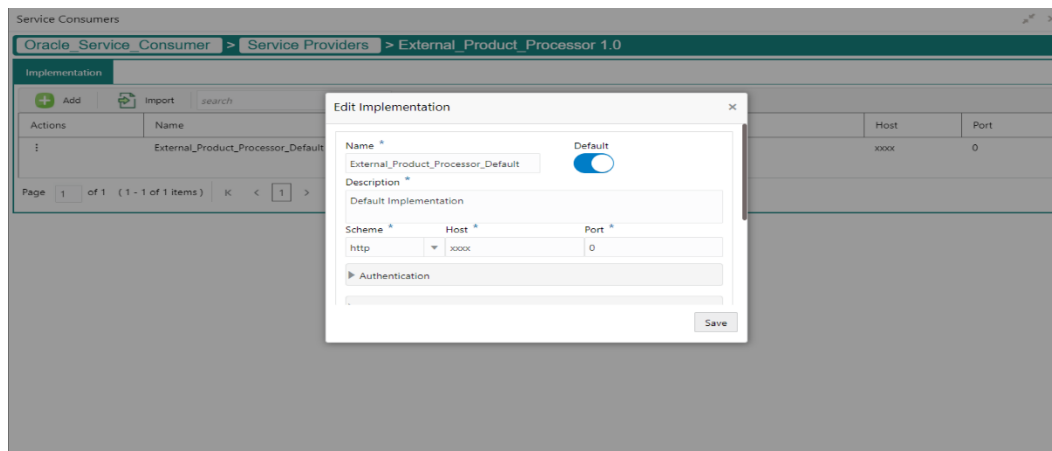 Service Consumers
Oracle_Service_Consumer > Service Providers > External_Product_Processor 1.0
Implementation
Add Import search
Actions Name Host Port
External_Product_Processor_Default xxxx 0
Page 1 of 1 (1 - 1 of 1 items) K < 1 >
Edit Implementation ×
Name * Default
External_Product_Processor_Default
Description *
Default Implementation
Scheme * Host * Port *
http xxxx 0
Authentication
Save